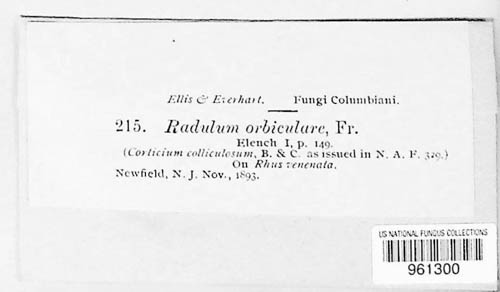 Ellis & Everhart. Fungi Columbiani.
215. Radulum orbiculare, Fr.
Elench I, p. 149.
(Corticium colliculosum, B. & C. as issued in N. A. F. 329.)
On Rhus venenata.
Newfield, N. J. Nov., 1893.
US NATIONAL FUNGUS COLLECTIONS
961300